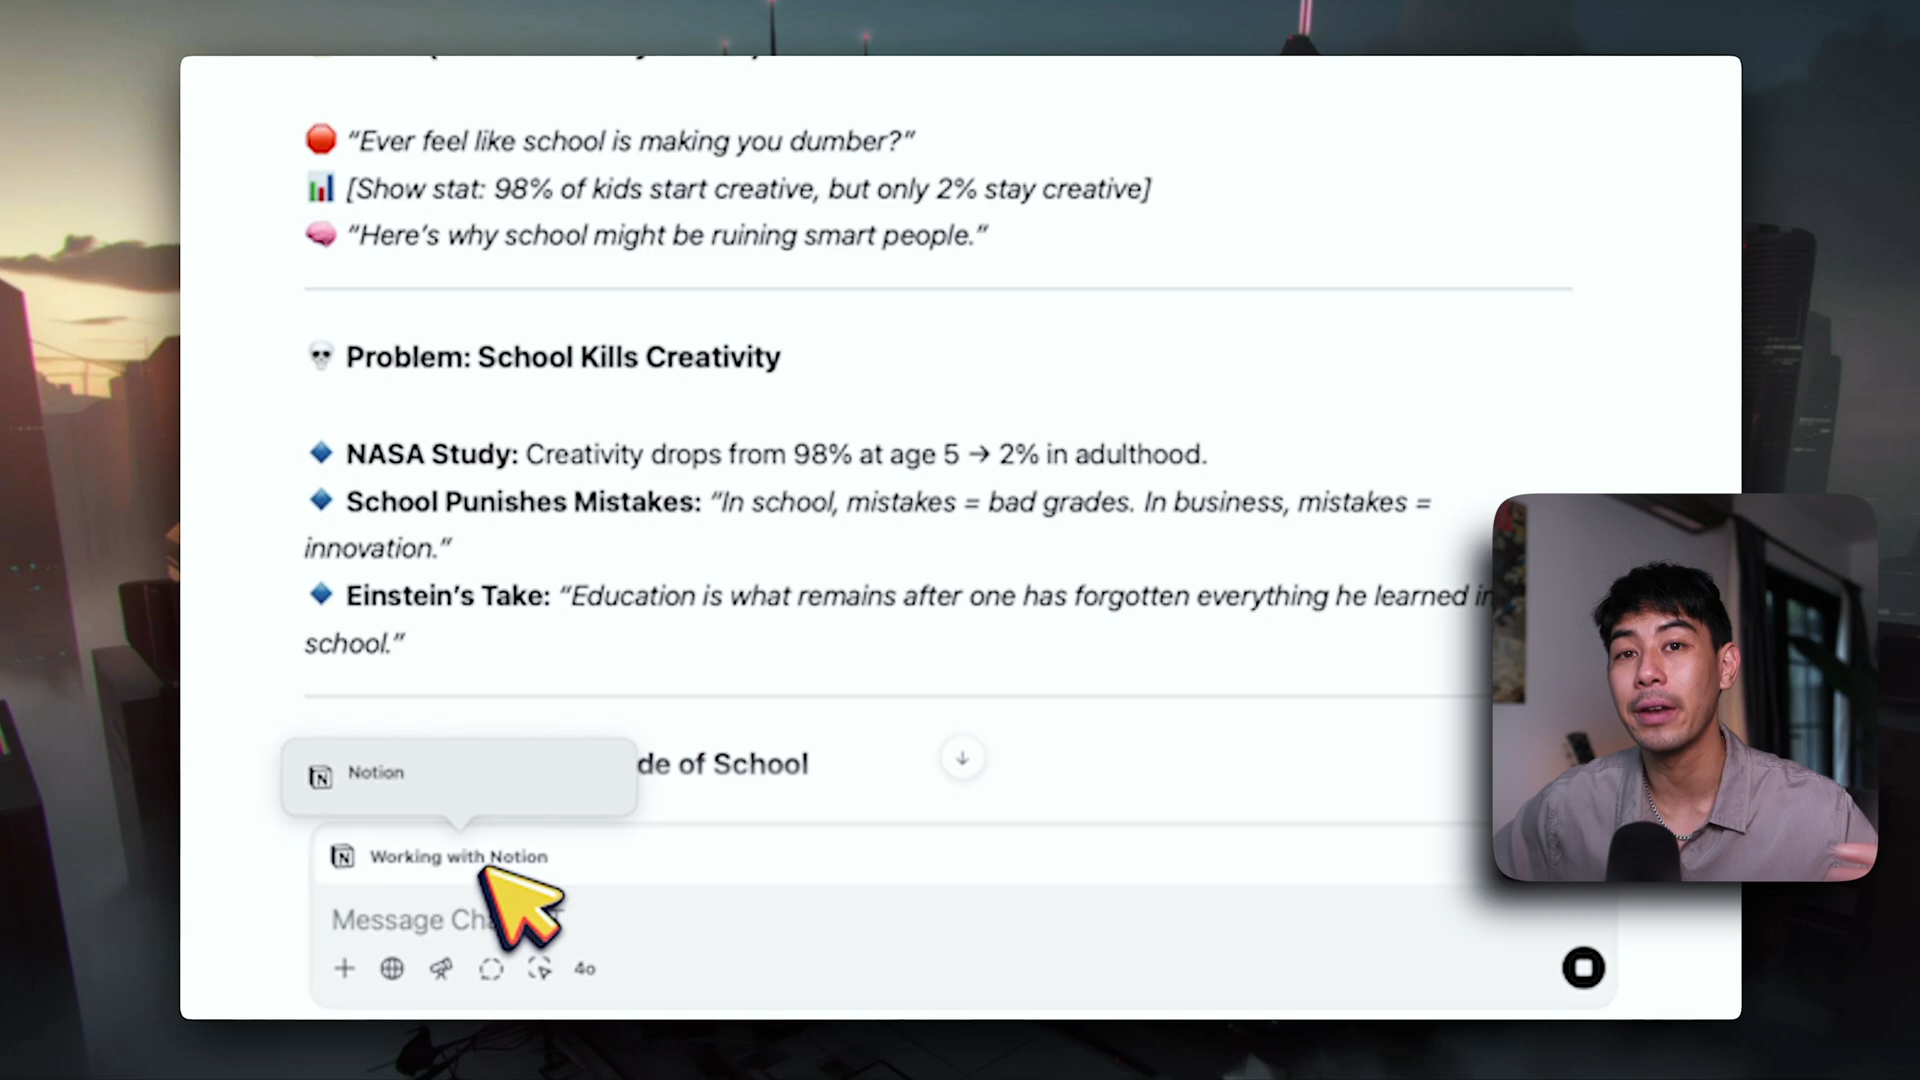 "Ever feel like school is making you dumber?"
[Show stat: 98% of kids start creative, but only 2% stay creative]
"Here's why school might be ruining smart people."
Problem: School Kills Creativity
NASA Study: Creativity drops from 98% at age 5 → 2% in adulthood.
School Punishes Mistakes: "In school, mistakes = bad grades. In business, mistakes =
innovation."
Einstein's Take: "Education is what remains after one has forgotten everything he learned in
school."
de of School
Notion
Working with Notion
Message Ch
4o